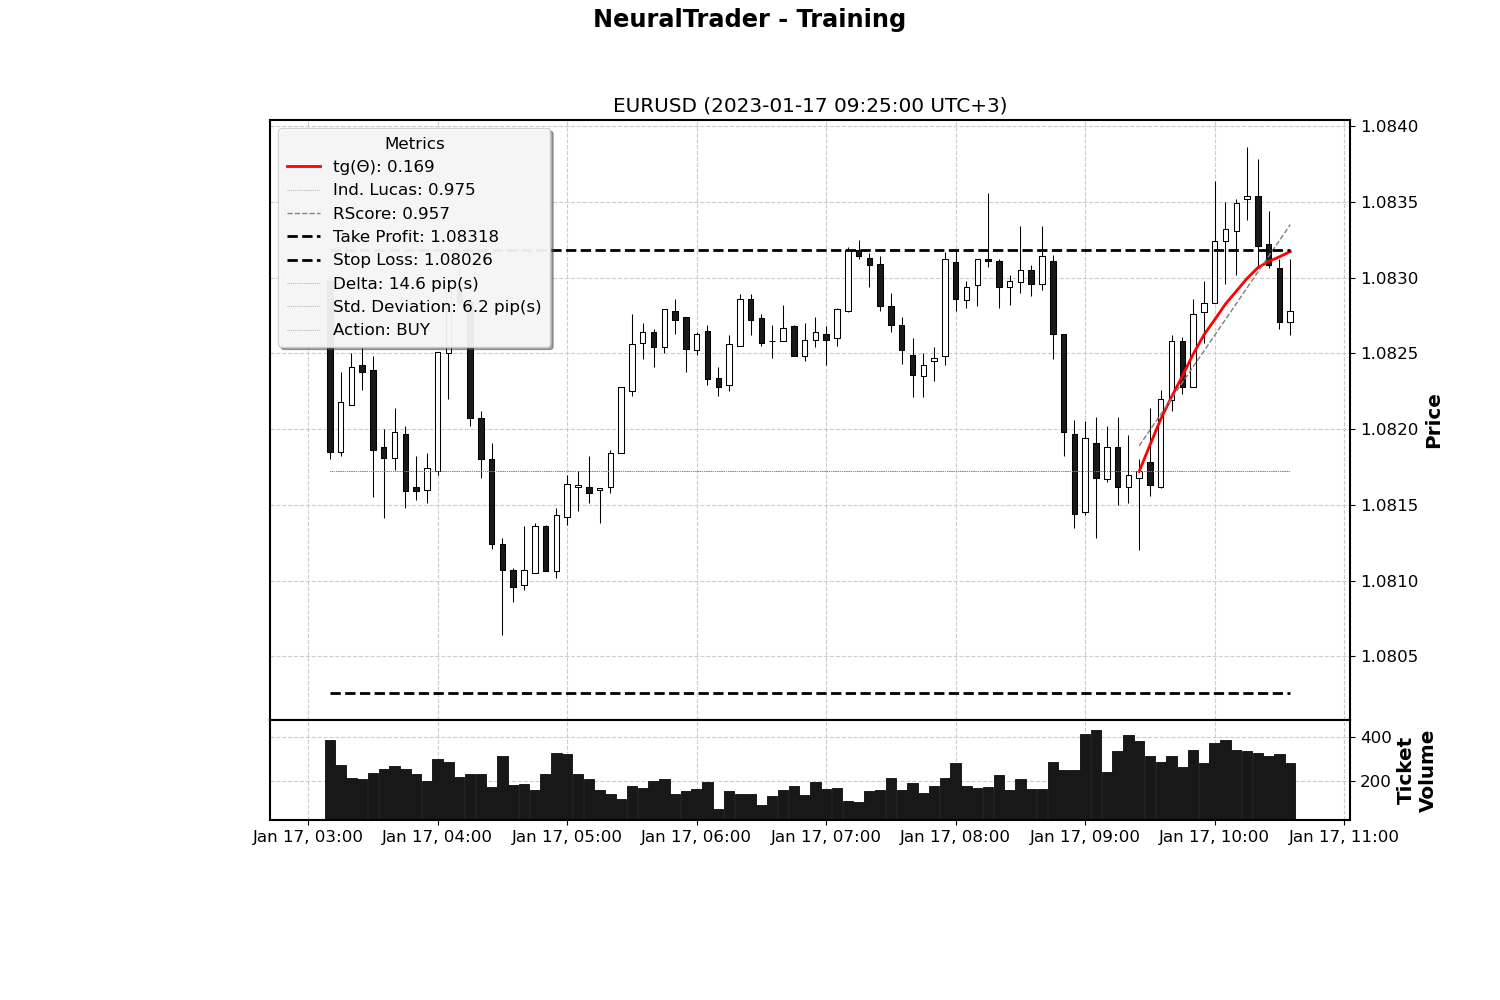 NeuralTrader - Training
EURUSD (2023-01-17 09:25:00 UTC+3)
Metrics
tg(Θ): 0.169
Ind. Lucas: 0.975
RScore: 0.957
Take Profit: 1.08318
Stop Loss: 1.08026
Delta: 14.6 pip(s)
Std. Deviation: 6.2 pip(s)
Action: BUY
1.0840
1.0835
1.0830
1.0825
1.0820
1.0815
1.0810
1.0805
Price
400
200
Ticket
Volume
Jan 17, 03:00
Jan 17, 04:00
Jan 17, 05:00
Jan 17, 06:00
Jan 17, 07:00
Jan 17, 08:00
Jan 17, 09:00
Jan 17, 10:00
Jan 17, 11:00